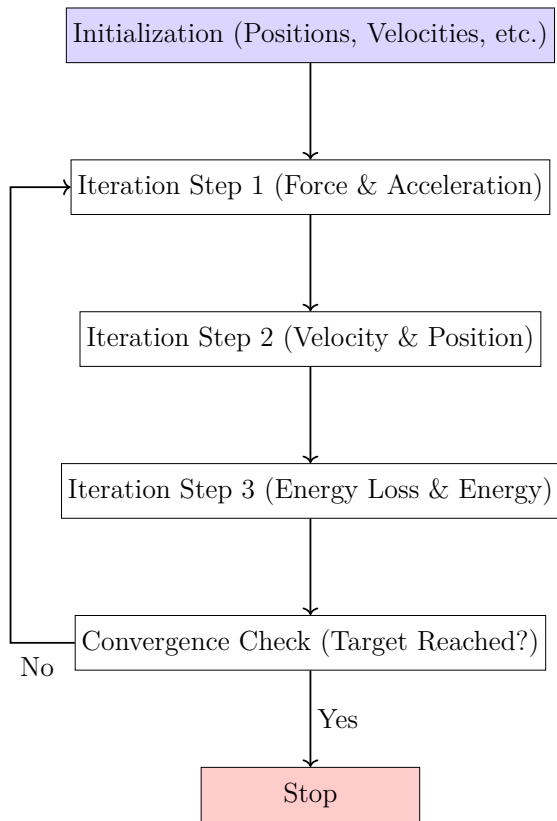 Initialization (Positions, Velocities, etc.)
Iteration Step 1 (Force & Acceleration)
Iteration Step 2 (Velocity & Position)
Iteration Step 3 (Energy Loss & Energy)
Convergence Check (Target Reached?)
No
Yes
Stop